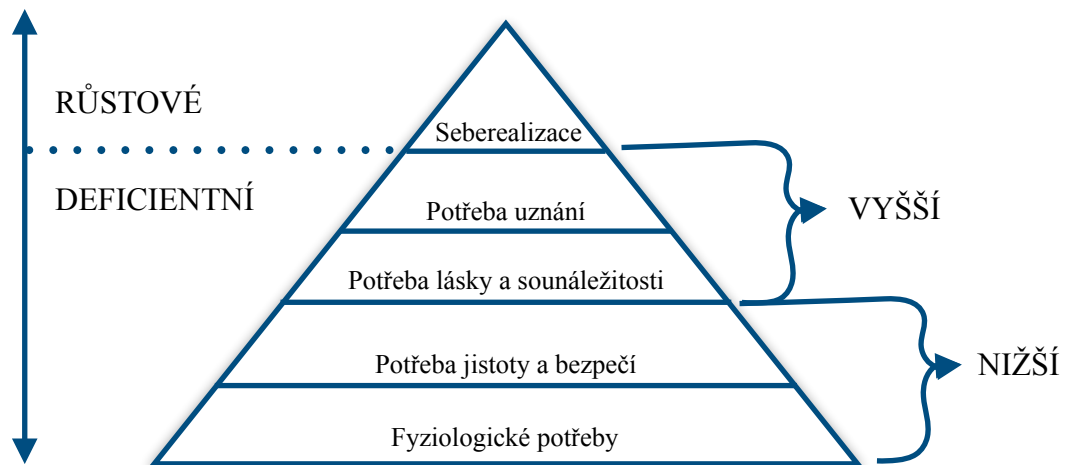 RŮSTOVÉ
Seberealizace
DEFICIENTNÍ
Potřeba uznání
VYŠŠÍ
Potřeba lásky a sounáležitosti
Potřeba jistoty a bezpečí
NIŽŠÍ
Fyziologické potřeby